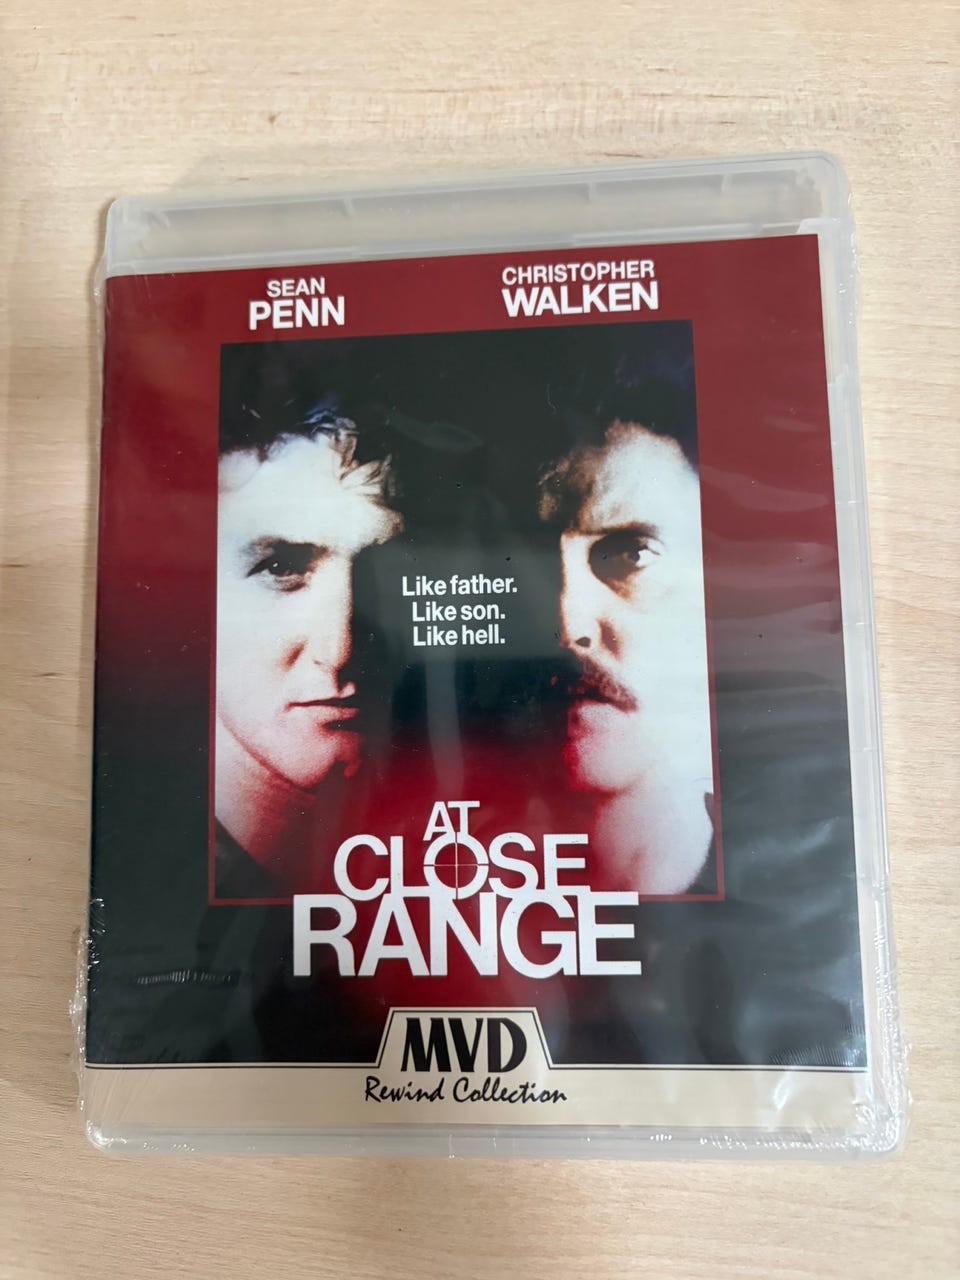 SEAN
PENN
CHRISTOPHER
WALKEN
Like father.
Like son.
Like hell.
AT
CLOSE
RANGE
MVD
Rewind Collection